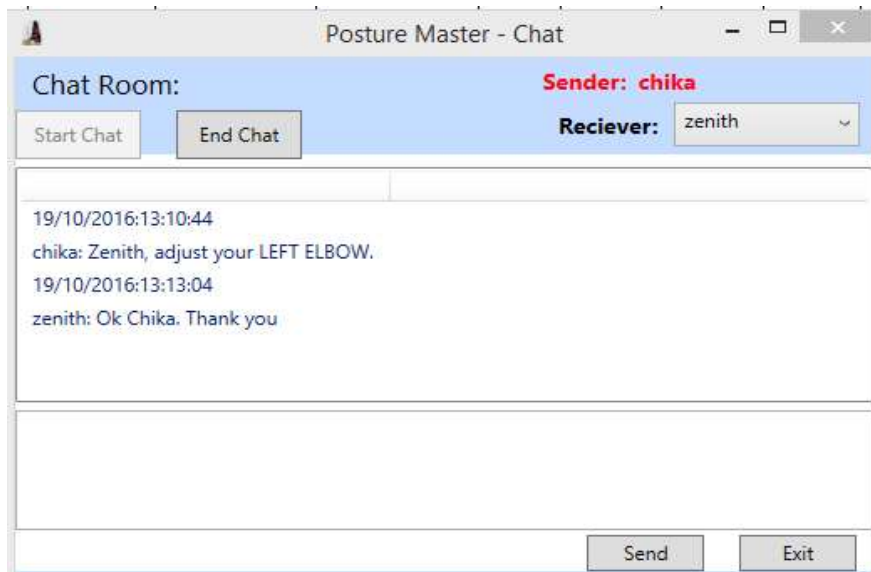 Posture Master - Chat
Chat Room:
Sender: chika
Start Chat
End Chat
Reciever:
zenith
19/10/2016:13:10:44
chika: Zenith, adjust your LEFT ELBOW.
19/10/2016:13:13:04
zenith: Ok Chika. Thank you
Send
Exit